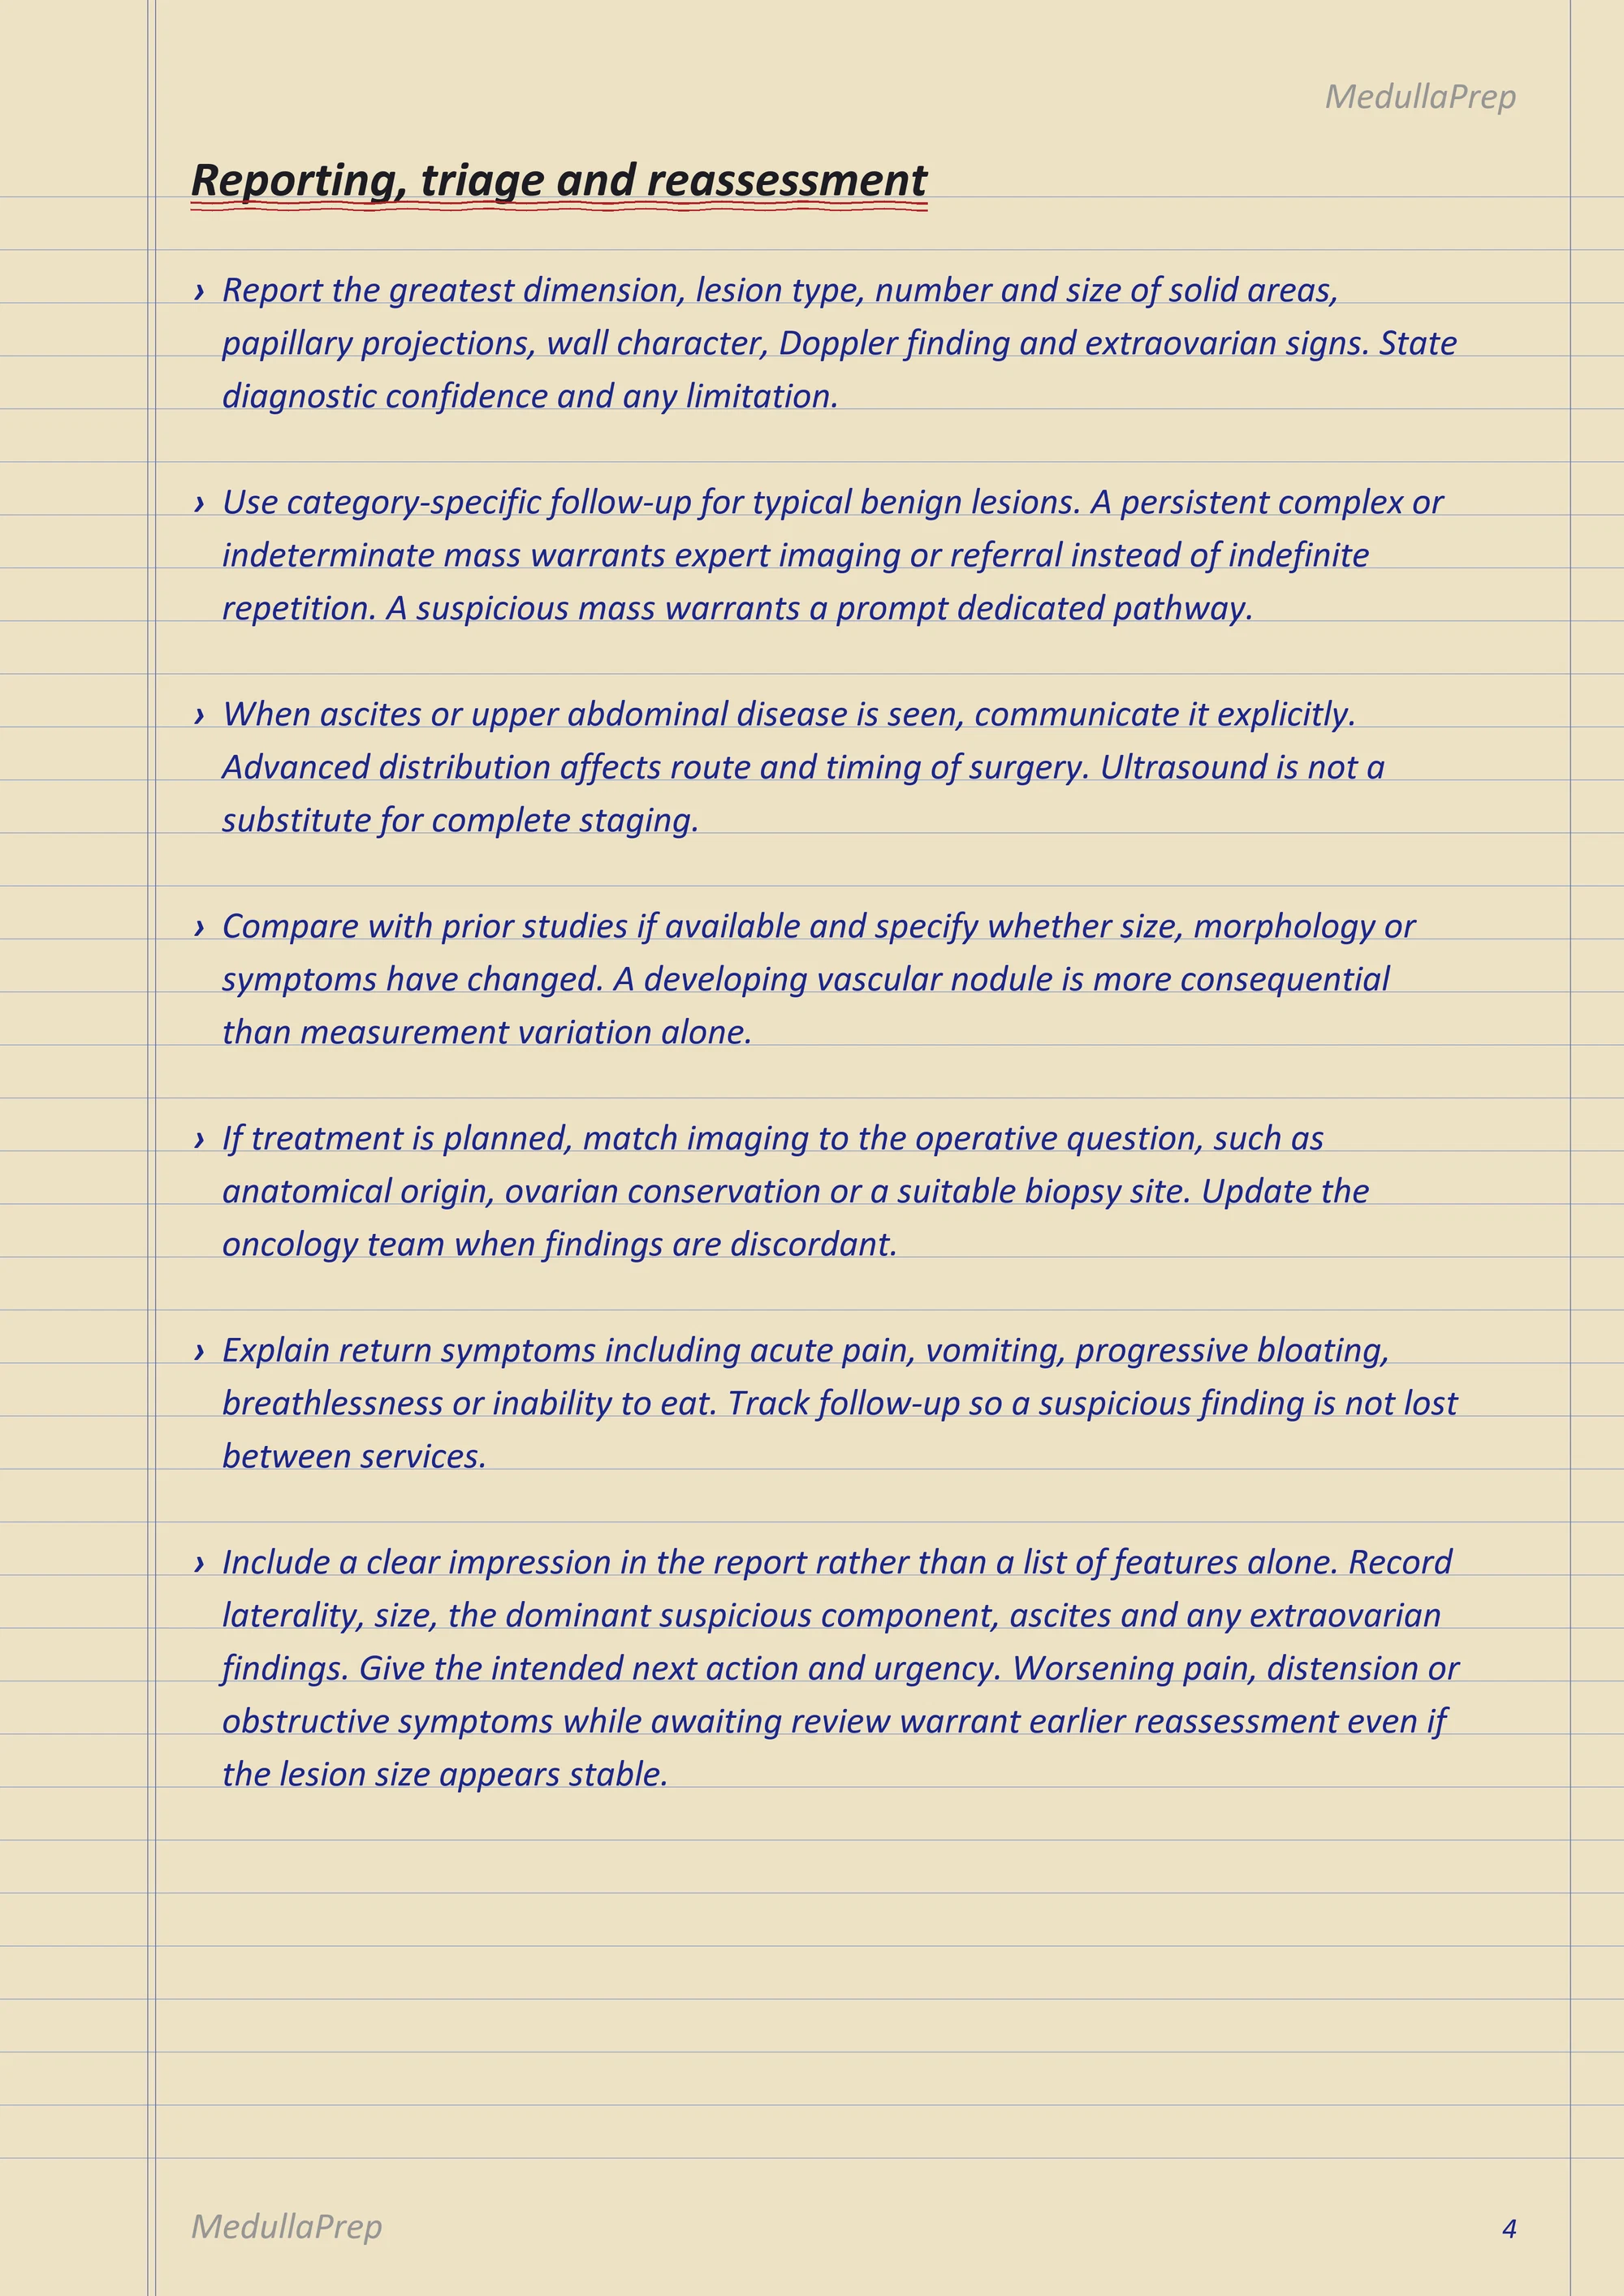 MedullaPrep
Reporting, triage and reassessment
› Report the greatest dimension, lesion type, number and size of solid areas,
papillary projections, wall character, Doppler finding and extraovarian signs. State
diagnostic confidence and any limitation.
› Use category-specific follow-up for typical benign lesions. A persistent complex or
indeterminate mass warrants expert imaging or referral instead of indefinite
repetition. A suspicious mass warrants a prompt dedicated pathway.
› When ascites or upper abdominal disease is seen, communicate it explicitly.
Advanced distribution affects route and timing of surgery. Ultrasound is not a
substitute for complete staging.
› Compare with prior studies if available and specify whether size, morphology or
symptoms have changed. A developing vascular nodule is more consequential
than measurement variation alone.
› If treatment is planned, match imaging to the operative question, such as
anatomical origin, ovarian conservation or a suitable biopsy site. Update the
oncology team when findings are discordant.
› Explain return symptoms including acute pain, vomiting, progressive bloating,
breathlessness or inability to eat. Track follow-up so a suspicious finding is not lost
between services.
› Include a clear impression in the report rather than a list of features alone. Record
laterality, size, the dominant suspicious component, ascites and any extraovarian
findings. Give the intended next action and urgency. Worsening pain, distension or
obstructive symptoms while awaiting review warrant earlier reassessment even if
the lesion size appears stable.
MedullaPrep
4